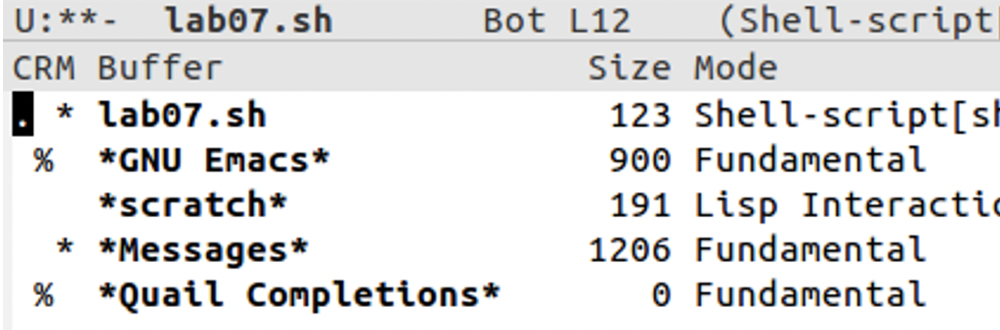 U:**-  lab07.sh       Bot L12    (Shell-script[
CRM Buffer                 Size Mode
. * lab07.sh                123 Shell-script[sh
 %  *GNU Emacs*             900 Fundamental
    *scratch*               191 Lisp Interactio
  * *Messages*             1206 Fundamental
 %  *Quail Completions*       0 Fundamental